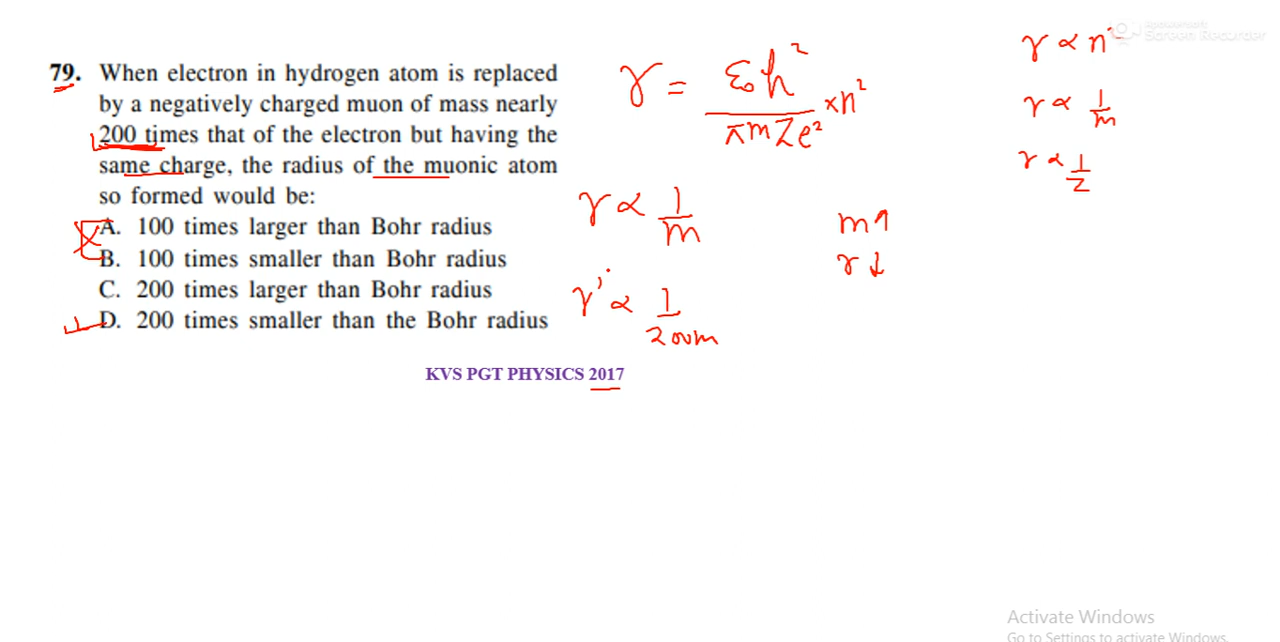 79. When electron in hydrogen atom is replaced
by a negatively charged muon of mass nearly
200 times that of the electron but having the
same charge, the radius of the muonic atom
so formed would be:
A. 100 times larger than Bohr radius
B. 100 times smaller than Bohr radius
C. 200 times larger than Bohr radius
D. 200 times smaller than the Bohr radius
KVS PGT PHYSICS 2017
r = ε₀h² / πmZe² × n²
r ∝ 1/m
r' ∝ 1/200m
m↑
r↓
Screen Recorder
r ∝ n²
r ∝ 1/m
r ∝ 1/Z
Activate Windows
Go to Settings to activate Windows.